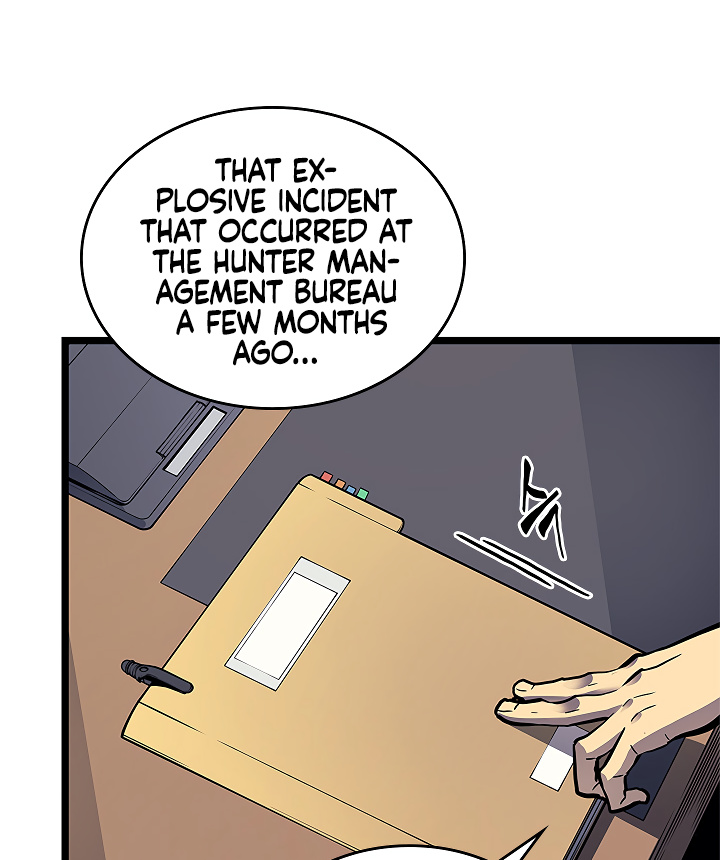 THAT EX-
PLOSIVE INCIDENT
THAT OCCURRED AT
THE HUNTER MAN-
AGEMENT BUREAU
A FEW MONTHS
AGO...